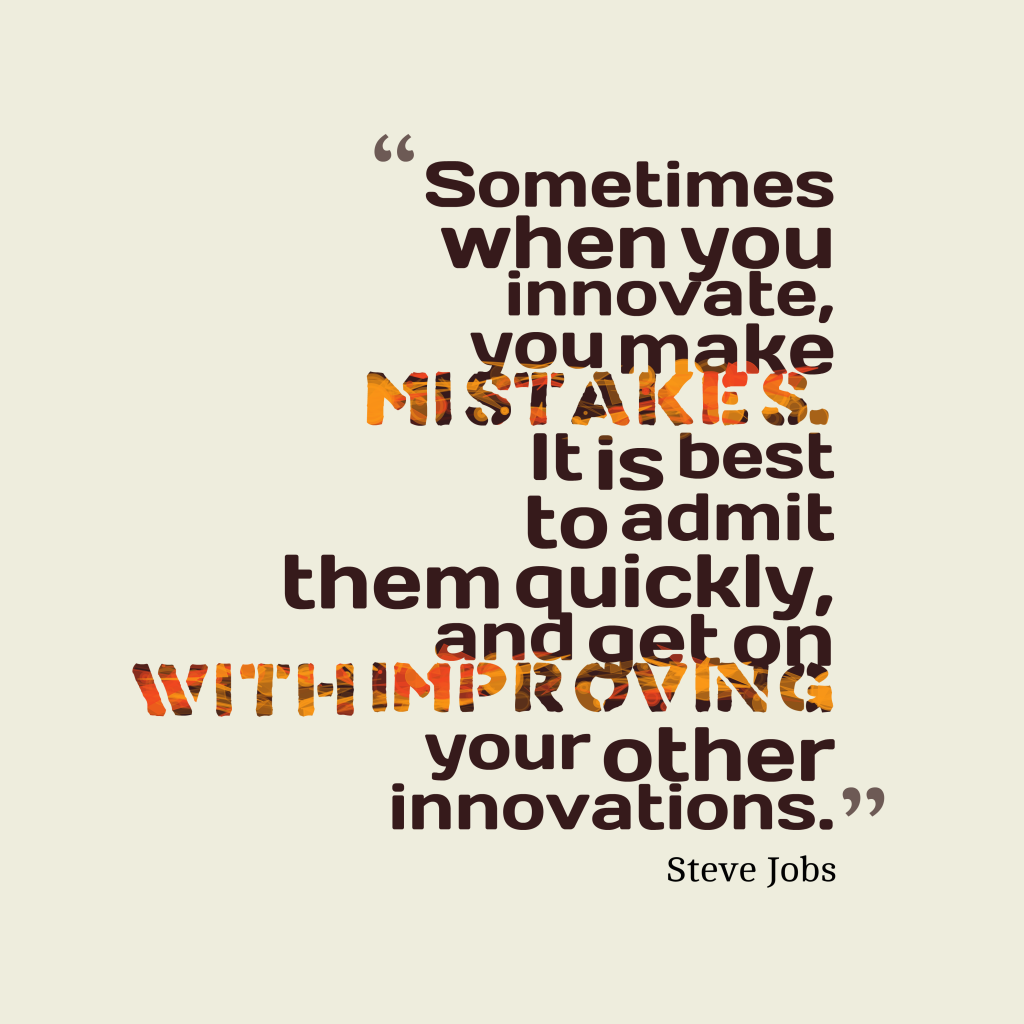 “Sometimes
when you
innovate,
you make
MISTAKES.
It is best
to admit
them quickly,
and get on
WITH IMPROVING
your other
innovations.”
Steve Jobs